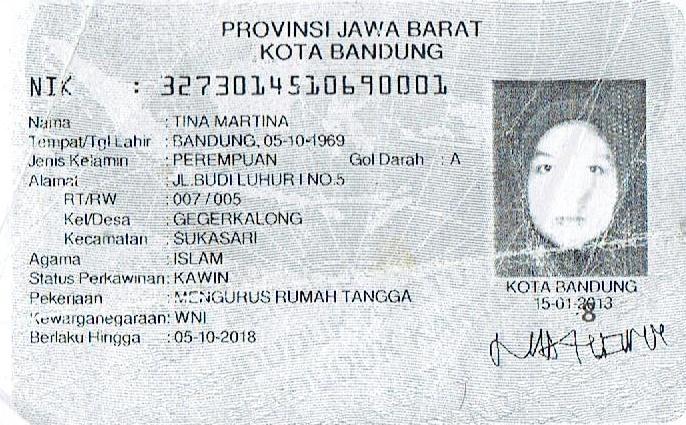 PROVINSI JAWA BARAT
KOTA BANDUNG
NIK : 3273014510690001
Nama : TINA MARTINA
Tempat/Tgl Lahir : BANDUNG, 05-10-1969
Jenis Kelamin : PEREMPUAN Gol Darah : A
Alamat : JL.BUDI LUHUR I NO.5
RT/RW : 007 / 005
Kel/Desa : GEGERKALONG
Kecamatan : SUKASARI
Agama : ISLAM
Status Perkawinan: KAWIN
Pekerjaan : MENGURUS RUMAH TANGGA
Kewarganegaraan: WNI
Berlaku Hingga : 05-10-2018
KOTA BANDUNG
15-01-2013
8